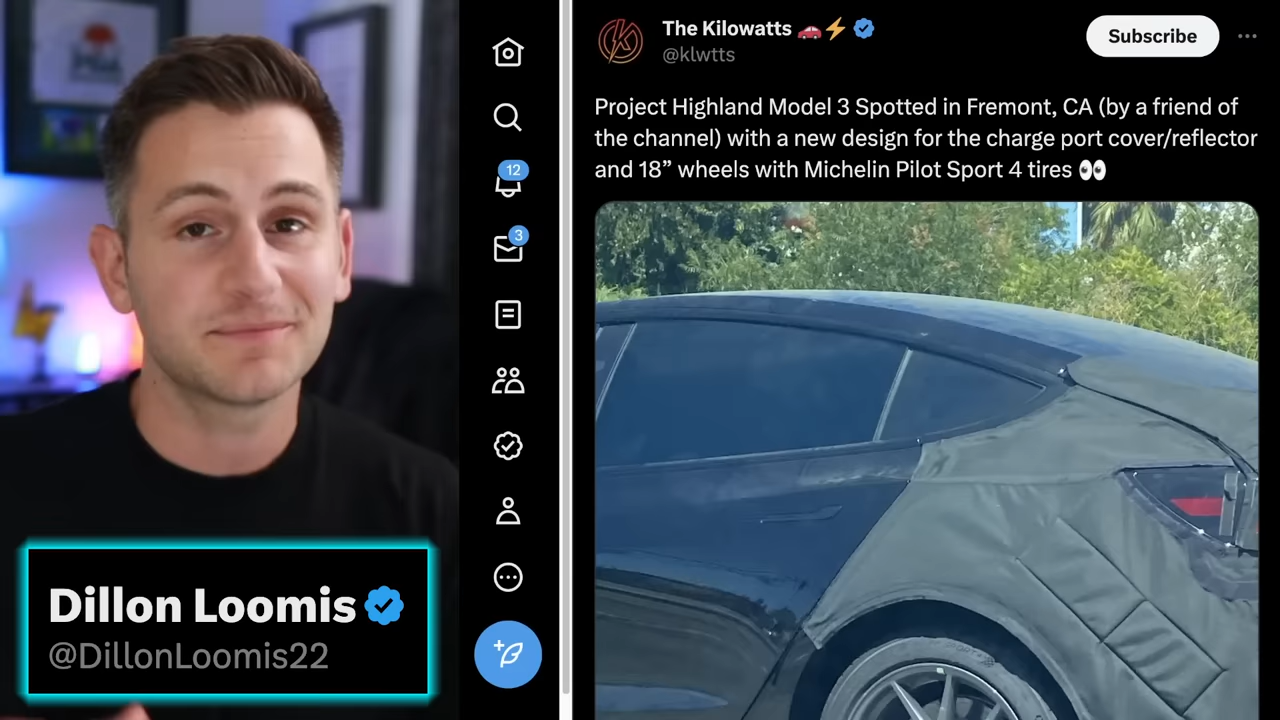 Dillon Loomis
@DillonLoomis22
12
3
The Kilowatts 🚗⚡
@klwtts
Subscribe
Project Highland Model 3 Spotted in Fremont, CA (by a friend of
the channel) with a new design for the charge port cover/reflector
and 18” wheels with Michelin Pilot Sport 4 tires 👀